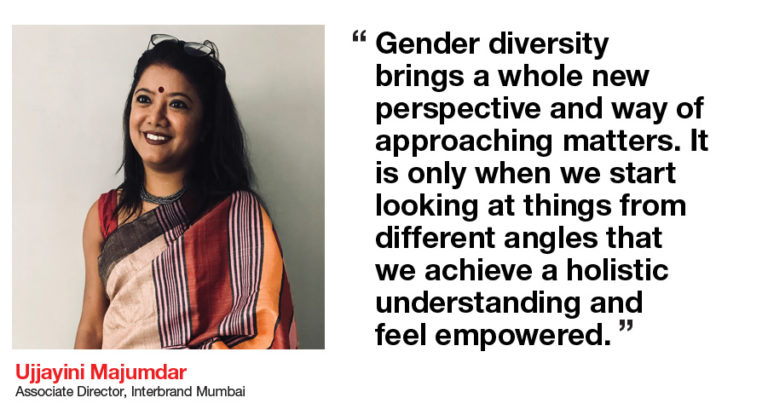 “ Gender diversity
brings a whole new
perspective and way of
approaching matters. It
is only when we start
looking at things from
different angles that
we achieve a holistic
understanding and
feel empowered. ”
Ujjayini Majumdar
Associate Director, Interbrand Mumbai